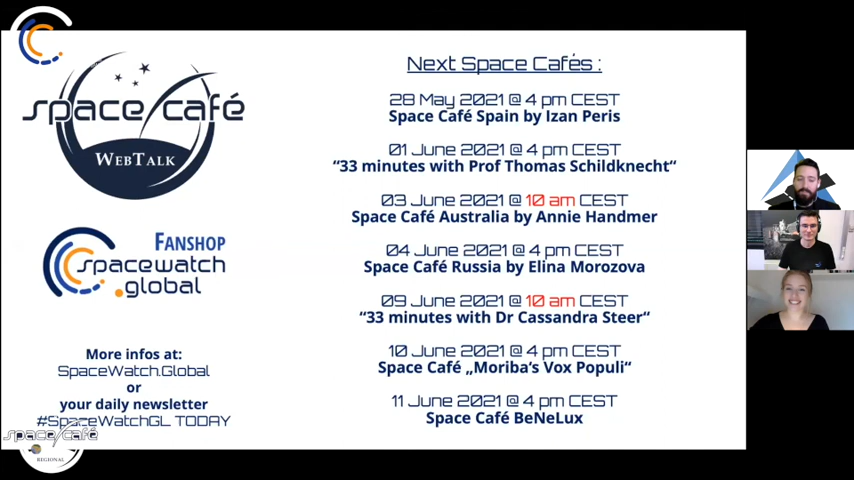 space café
WebTalk
Fanshop
spacewatch
.global
More infos at:
SpaceWatch.Global
or
your daily newsletter
#SpaceWatchGL TODAY
space café
REGIONAL
Next Space Cafés :
28 May 2021 @ 4 pm CEST
Space Café Spain by Izan Peris
01 June 2021 @ 4 pm CEST
“33 minutes with Prof Thomas Schildknecht“
03 June 2021 @ 10 am CEST
Space Café Australia by Annie Handmer
04 June 2021 @ 4 pm CEST
Space Café Russia by Elina Morozova
09 June 2021 @ 10 am CEST
“33 minutes with Dr Cassandra Steer“
10 June 2021 @ 4 pm CEST
Space Café „Moriba‘s Vox Populi“
11 June 2021 @ 4 pm CEST
Space Café BeNeLux